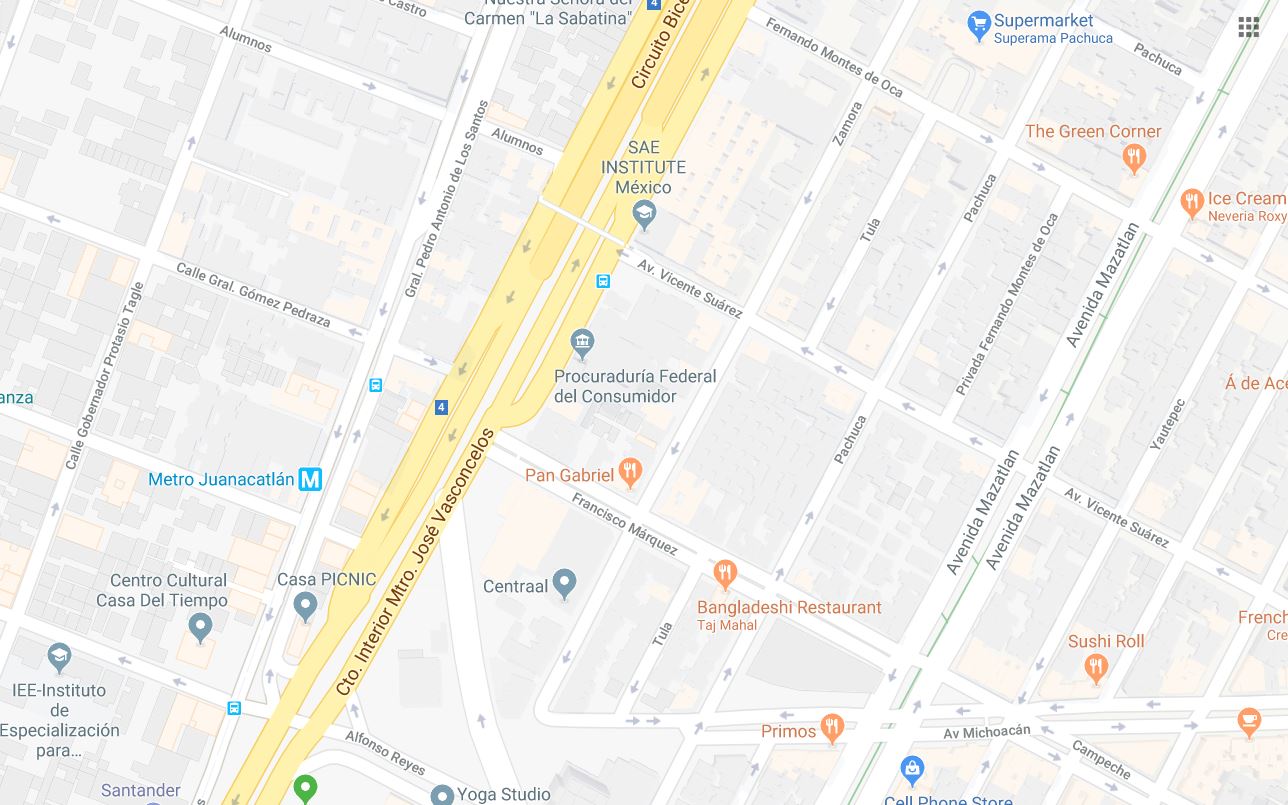 Castro
Nuestra Señora del
Carmen "La Sabatina"
4
Circuito Bice
Supermarket
Superama Pachuca
Alumnos
Fernando Montes de Oca
Pachuca
Alumnos
Zamora
The Green Corner
SAE
INSTITUTE
México
Gral. Pedro Antonio de Los Santos
Pachuca
Ice Cream
Neveria Roxy
Tula
Privada Fernando Montes de Oca
Avenida Mazatlan
Calle Gral. Gómez Pedraza
Av. Vicente Suárez
Calle Gobernador Protasio Tagle
Procuraduría Federal
del Consumidor
Á de Ace
anza
4
Pachuca
Yautepec
Metro Juanacatlán
M
Pan Gabriel
Cto. Interior Mtro. José Vasconcelos
Francisco Márquez
Avenida Mazatlan
Avenida Mazatlan
Av. Vicente Suárez
Centro Cultural
Casa Del Tiempo
Casa PICNIC
Centraal
Bangladeshi Restaurant
Taj Mahal
Tula
French
Cre
Sushi Roll
IEE-Instituto
de
Especialización
para...
Primos
Av Michoacán
Alfonso Reyes
Campeche
Santander
Yoga Studio
Cell Phone Store